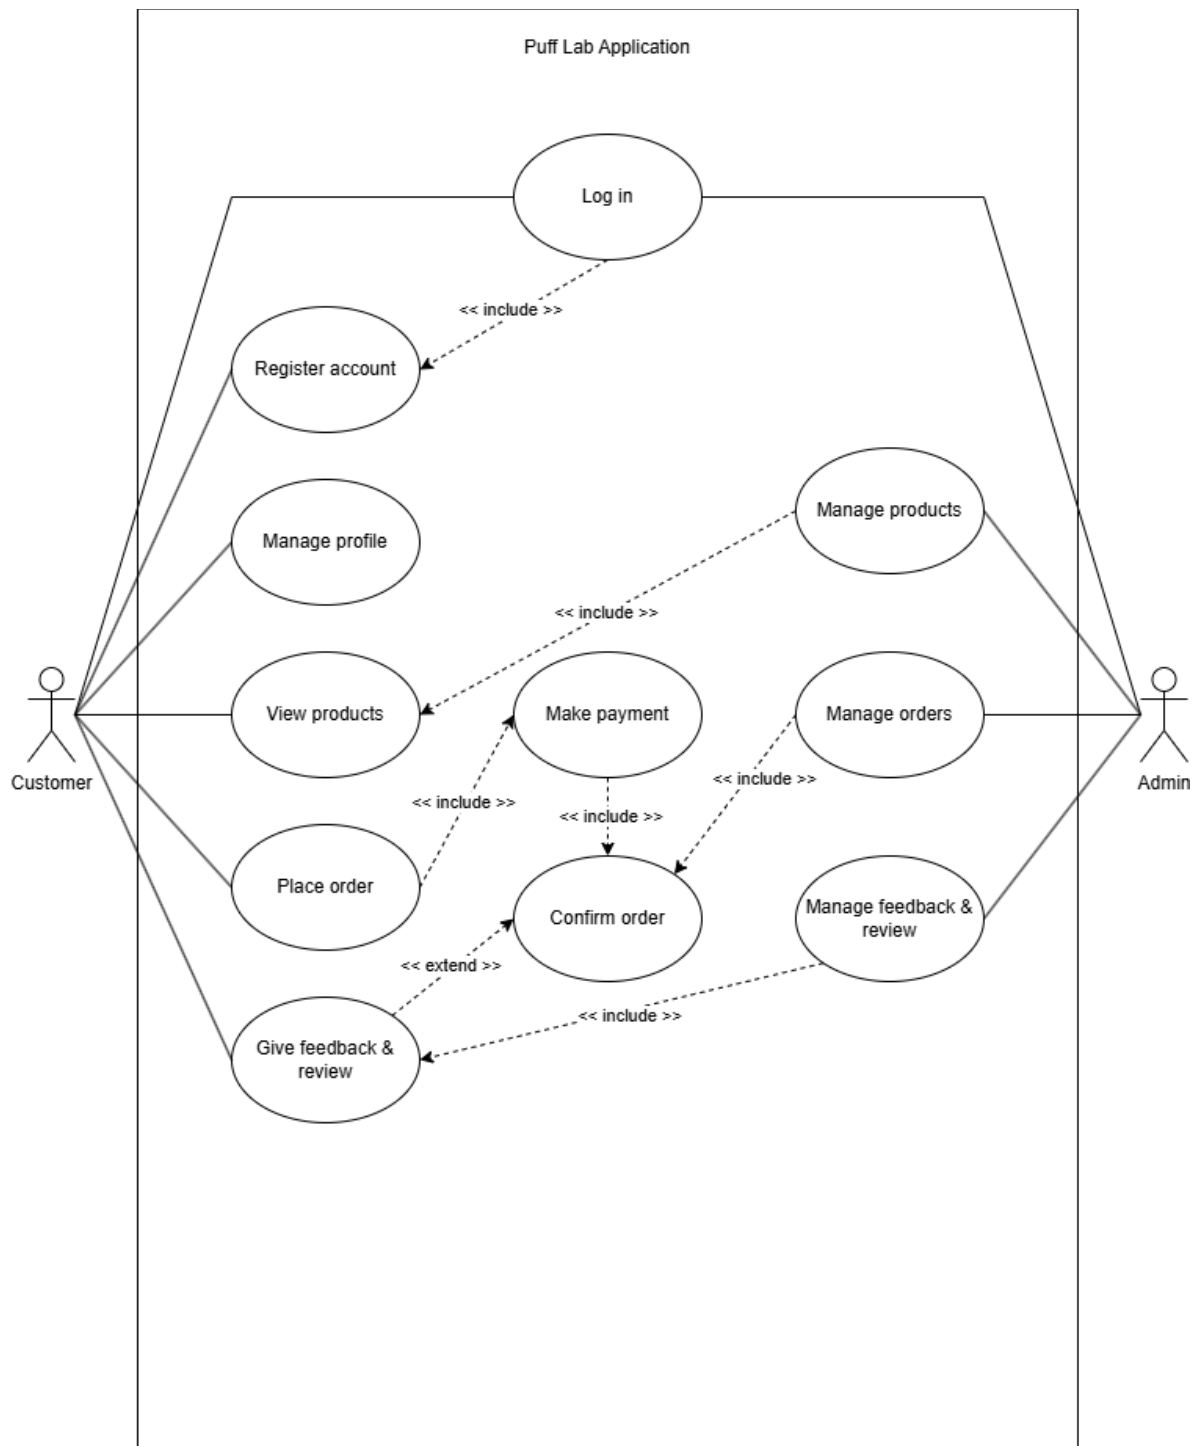 Puff Lab Application
Log in
<< include >>
Register account
Manage products
Manage profile
<< include >>
View products
Make payment
Manage orders
Customer
Admin
<< include >>
<< include >>
<< include >>
Place order
Confirm order
Manage feedback &
review
<< extend >>
<< include >>
Give feedback &
review